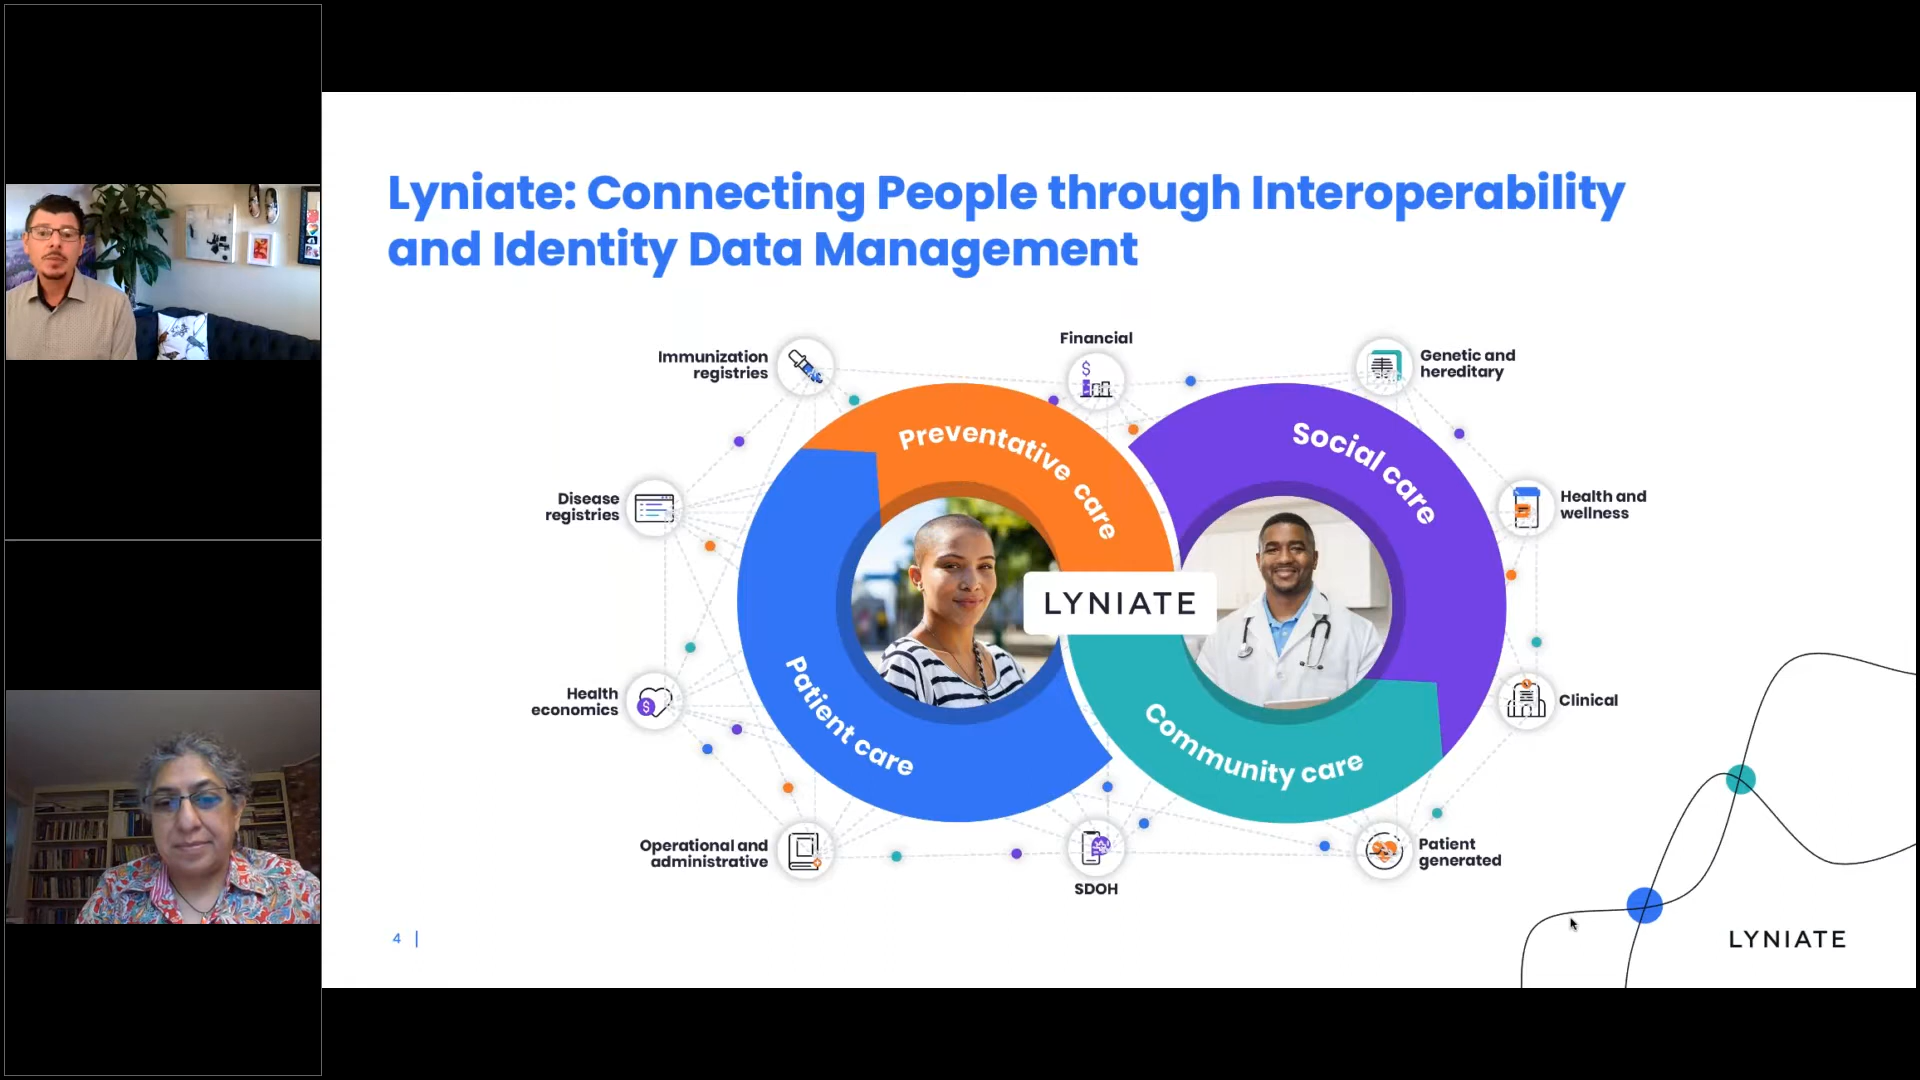 Lyniate: Connecting People through Interoperability
and Identity Data Management
Financial
Immunization
registries
Genetic and
hereditary
Preventative care
Social care
Disease
registries
Health and
wellness
LYNIATE
Health
economics
Clinical
Patient care
Community care
Operational and
administrative
SDOH
Patient
generated
4 |
LYNIATE